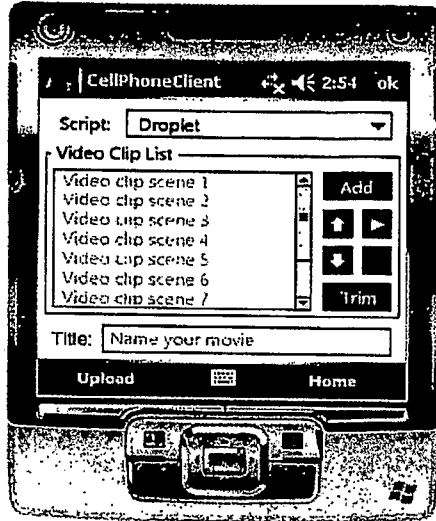 CellPhoneClient 2:54 ok
Script: Droplet
Video Clip List
Video clip scene 1
Video clip scene 2
Video clip scene 3
Video clip scene 4
Video clip scene 5
Video clip scene 6
Video clip scene 7
Add
Trim
Title: Name your movie
Upload Home